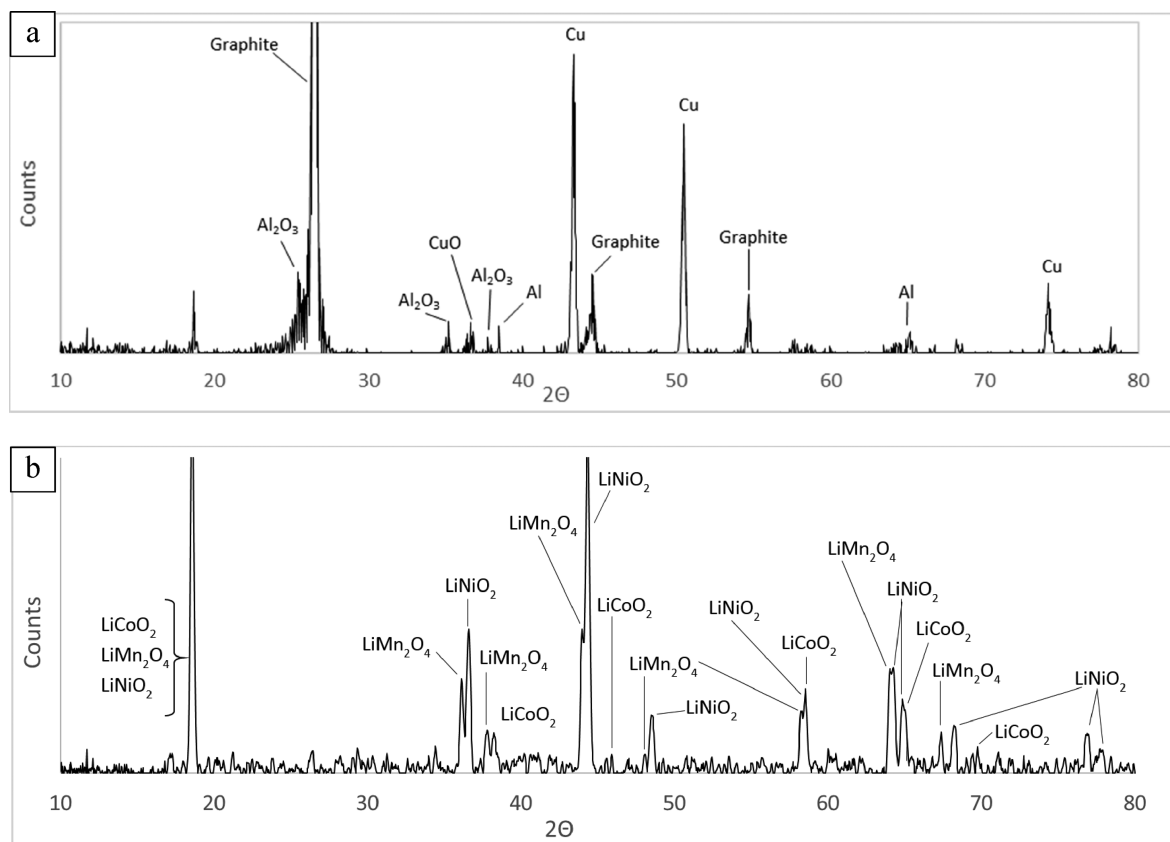 a
Graphite
Cu
Cu
Al₂O₃
CuO
Al₂O₃
Al₂O₃
Al
Graphite
Graphite
Al
Cu
Counts
10 20 30 40 50 60 70 80
2Θ
b
LiNiO₂
LiMn₂O₄
LiMn₂O₄
LiNiO₂
LiNiO₂
LiCoO₂
LiNiO₂
LiCoO₂
LiCoO₂
LiMn₂O₄
LiNiO₂
LiMn₂O₄
LiMn₂O₄
LiCoO₂
LiMn₂O₄
LiCoO₂
LiMn₂O₄
LiNiO₂
LiNiO₂
LiCoO₂
Counts
10 20 30 40 50 60 70 80
2Θ